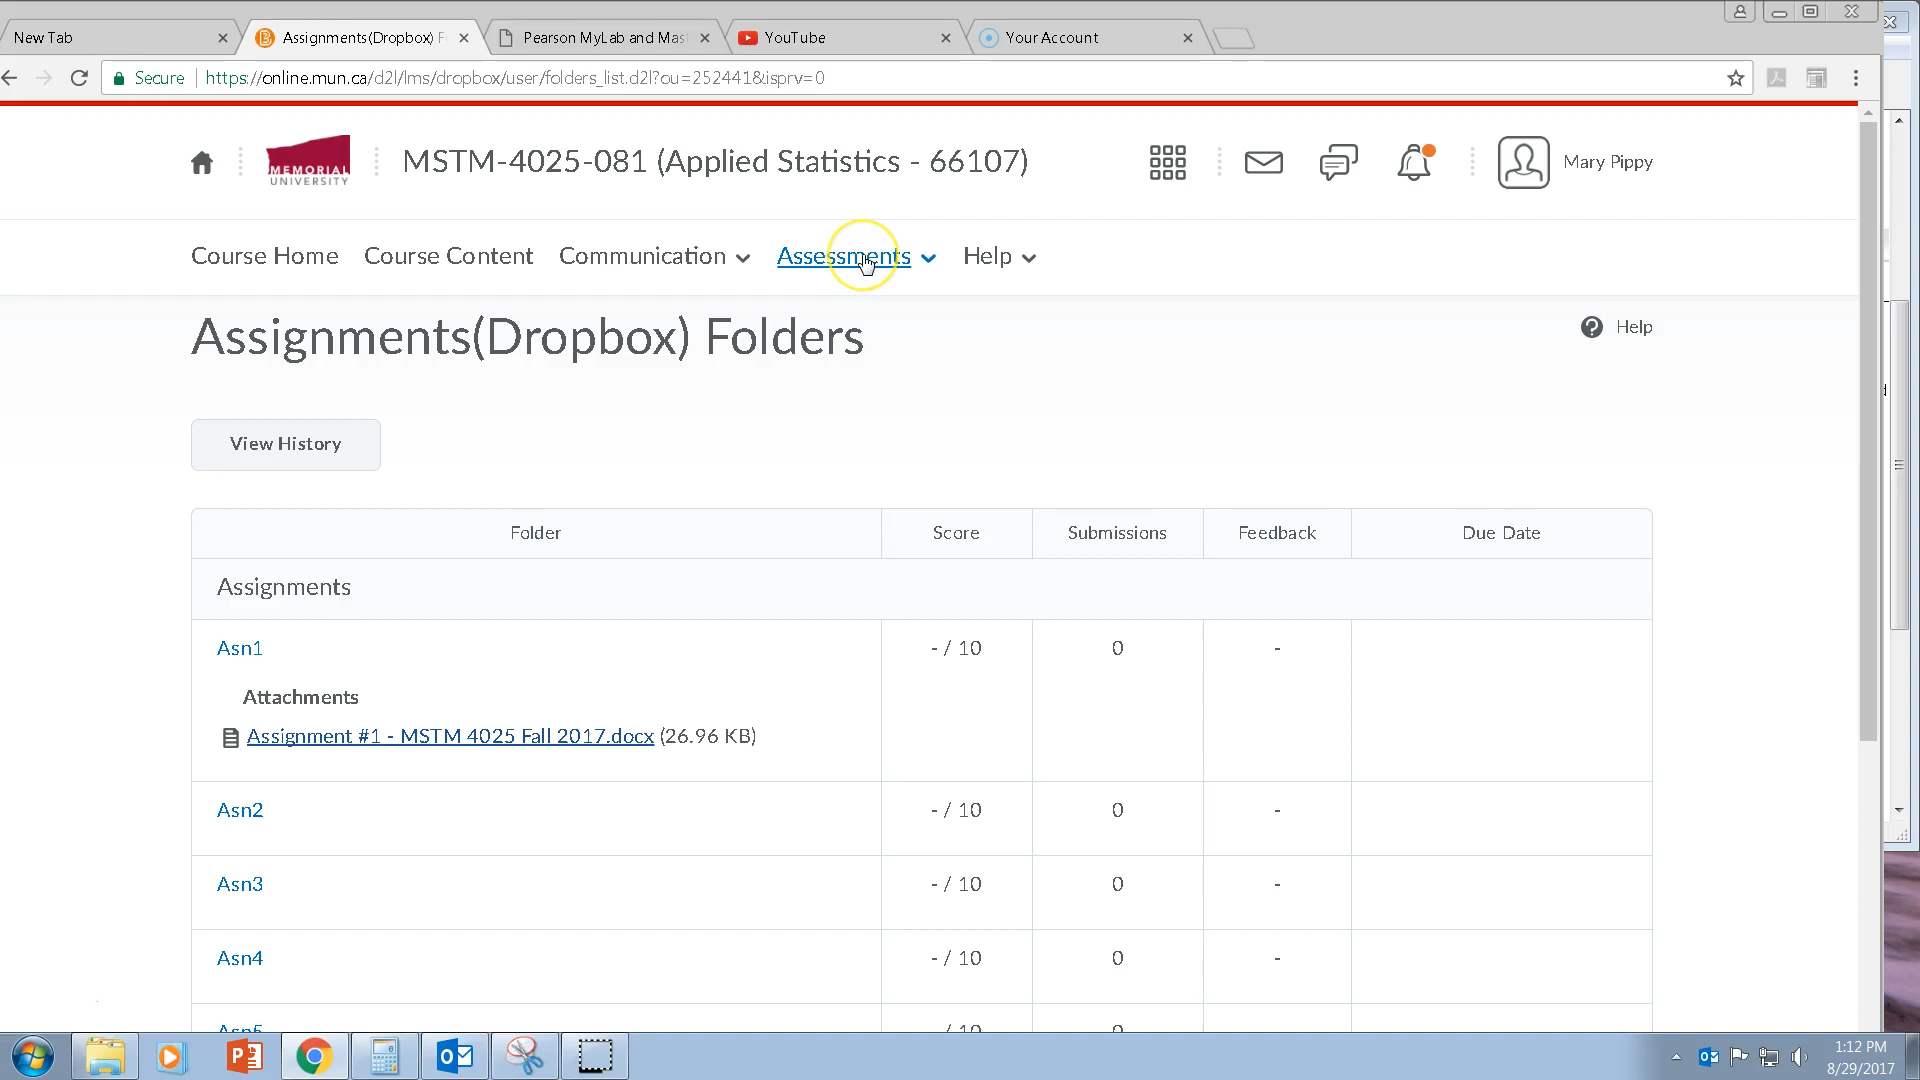 New Tab
Assignments(Dropbox) F
Pearson MyLab and Mas
YouTube
Your Account
Secure
https://online.mun.ca/d2l/lms/dropbox/user/folders_list.d2l?ou=252441&isprv=0
MEMORIAL
UNIVERSITY
MSTM-4025-081 (Applied Statistics - 66107)
Mary Pippy
Course Home
Course Content
Communication
Assessments
Help
Assignments(Dropbox) Folders
Help
View History
Folder
Score
Submissions
Feedback
Due Date
Assignments
Asn1
- / 10
0
-
Attachments
Assignment #1 - MSTM 4025 Fall 2017.docx (26.96 KB)
Asn2
- / 10
0
-
Asn3
- / 10
0
-
Asn4
- / 10
0
-
Asn5
- / 10
0
1:12 PM
8/29/2017